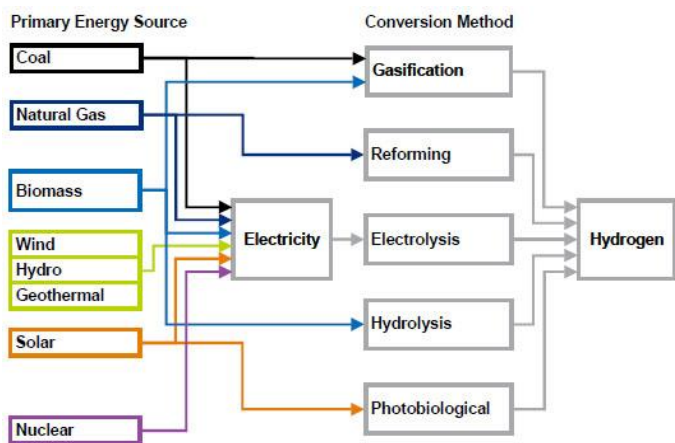 Primary Energy Source
Conversion Method
Coal
Gasification
Natural Gas
Reforming
Biomass
Wind
Hydro
Geothermal
Electricity
Electrolysis
Hydrogen
Solar
Hydrolysis
Nuclear
Photobiological